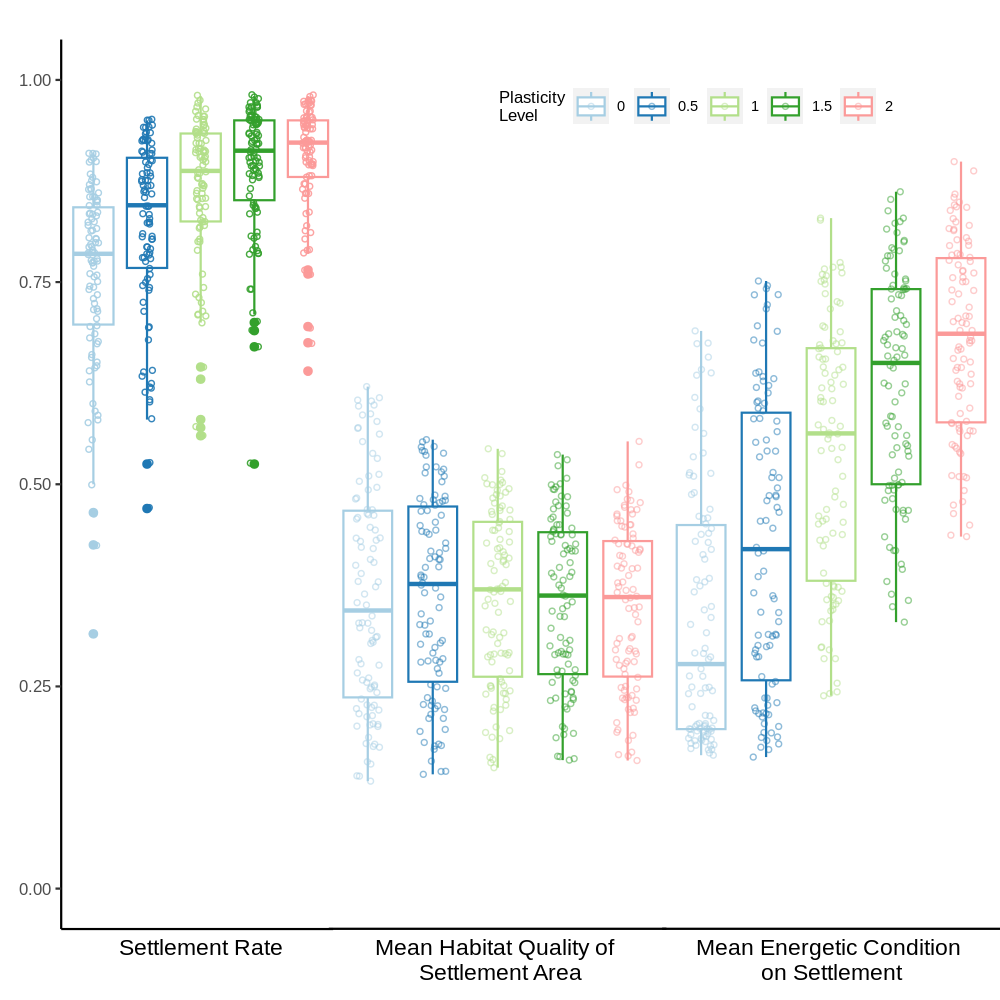 1.00
0.75
0.50
0.25
0.00
Plasticity
Level
0
0.5
1
1.5
2
Settlement Rate
Mean Habitat Quality of
Settlement Area
Mean Energetic Condition
on Settlement